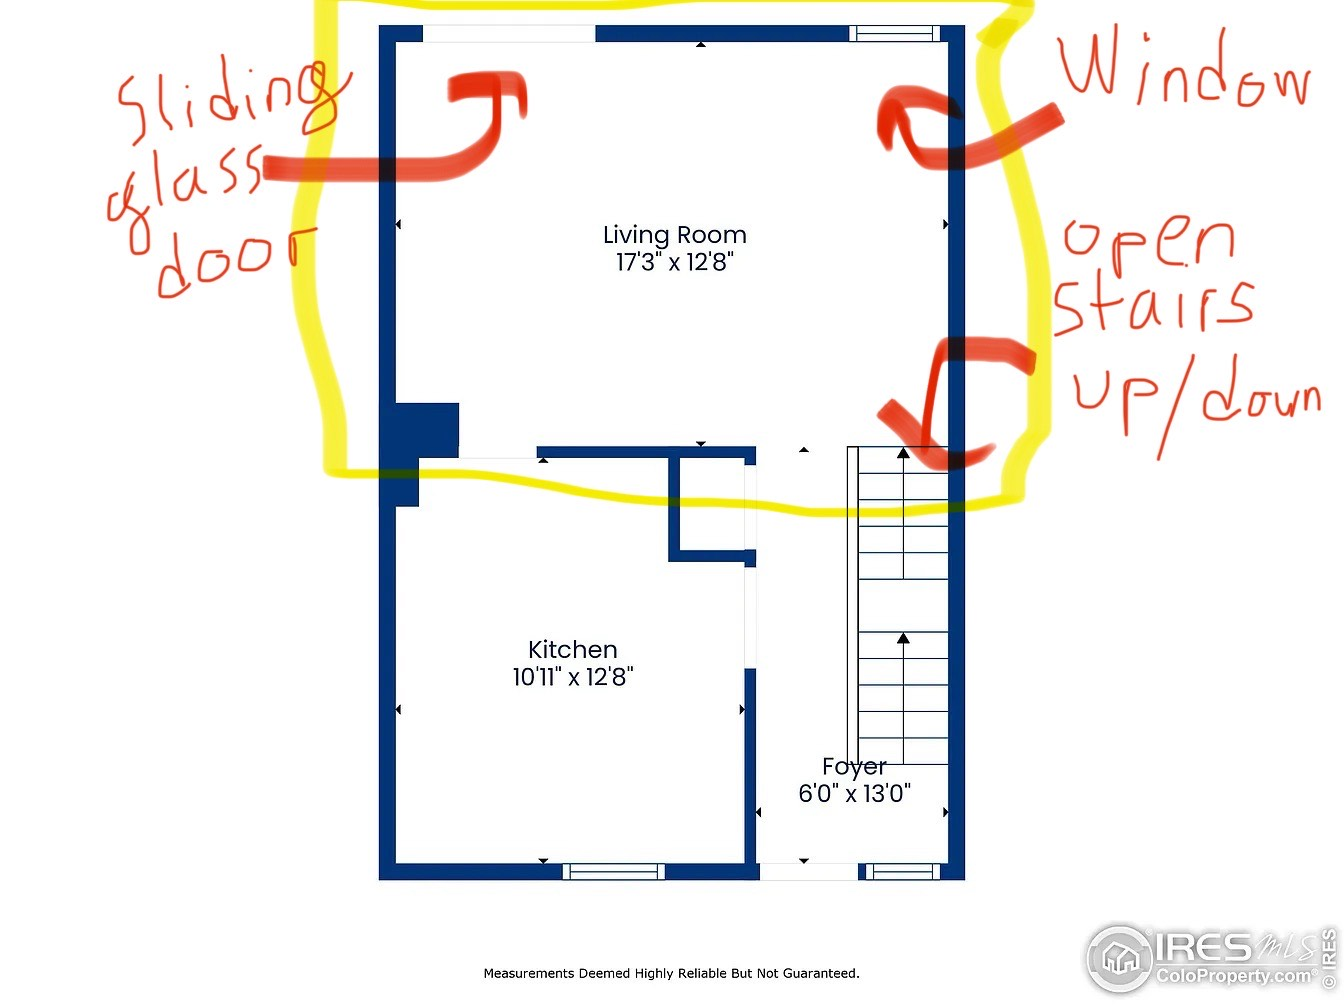 Sliding
glass
door
Window
open
stairs
up/down
Living Room
17'3" x 12'8"
Kitchen
10'11" x 12'8"
Foyer
6'0" x 13'0"
Measurements Deemed Highly Reliable But Not Guaranteed.
IRES MLS
ColoProperty.com
© IRES